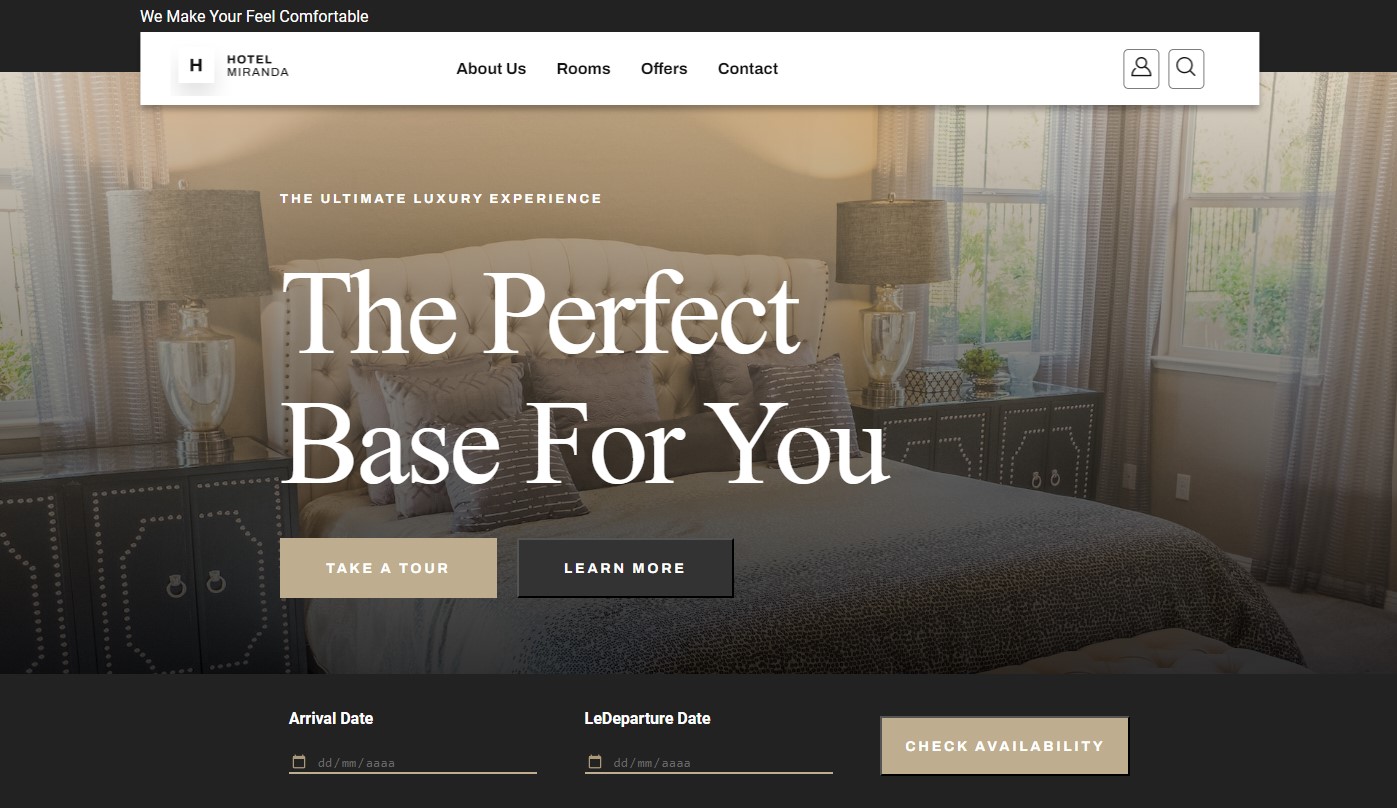 We Make Your Feel Comfortable
H
HOTEL
MIRANDA
About Us
Rooms
Offers
Contact
THE ULTIMATE LUXURY EXPERIENCE
The Perfect
Base For You
TAKE A TOUR
LEARN MORE
Arrival Date
LeDeparture Date
dd/mm/aaaa
dd/mm/aaaa
CHECK AVAILABILITY